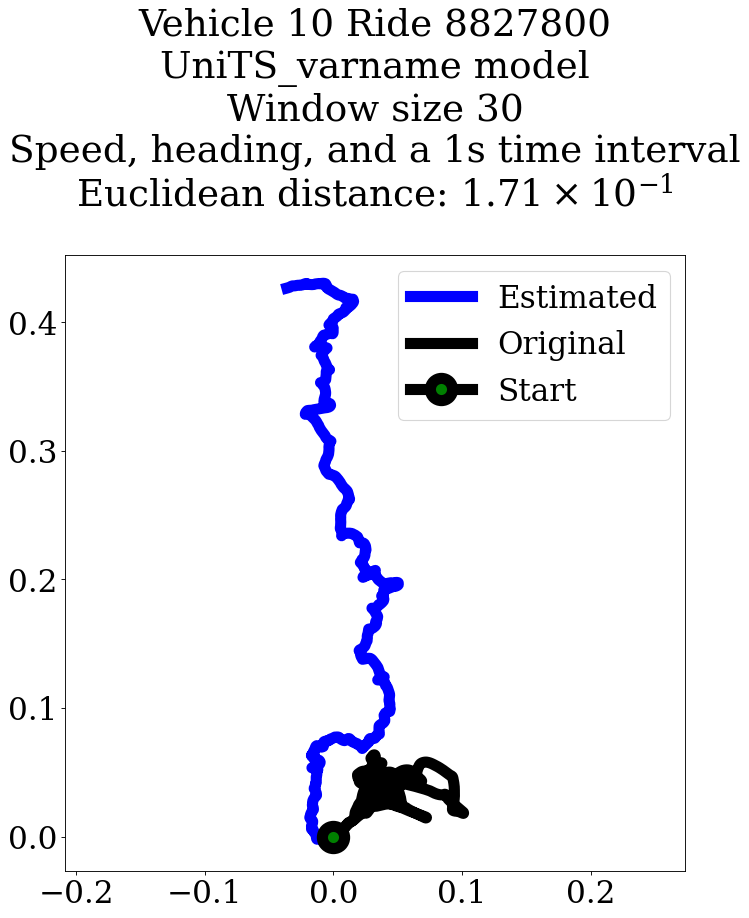 Vehicle 10 Ride 8827800
UniTS_varname model
Window size 30
Speed, heading, and a 1s time interval
Euclidean distance: 1.71 × 10⁻¹
Estimated
Original
Start
0.4
0.3
0.2
0.1
0.0
−0.2 −0.1 0.0 0.1 0.2